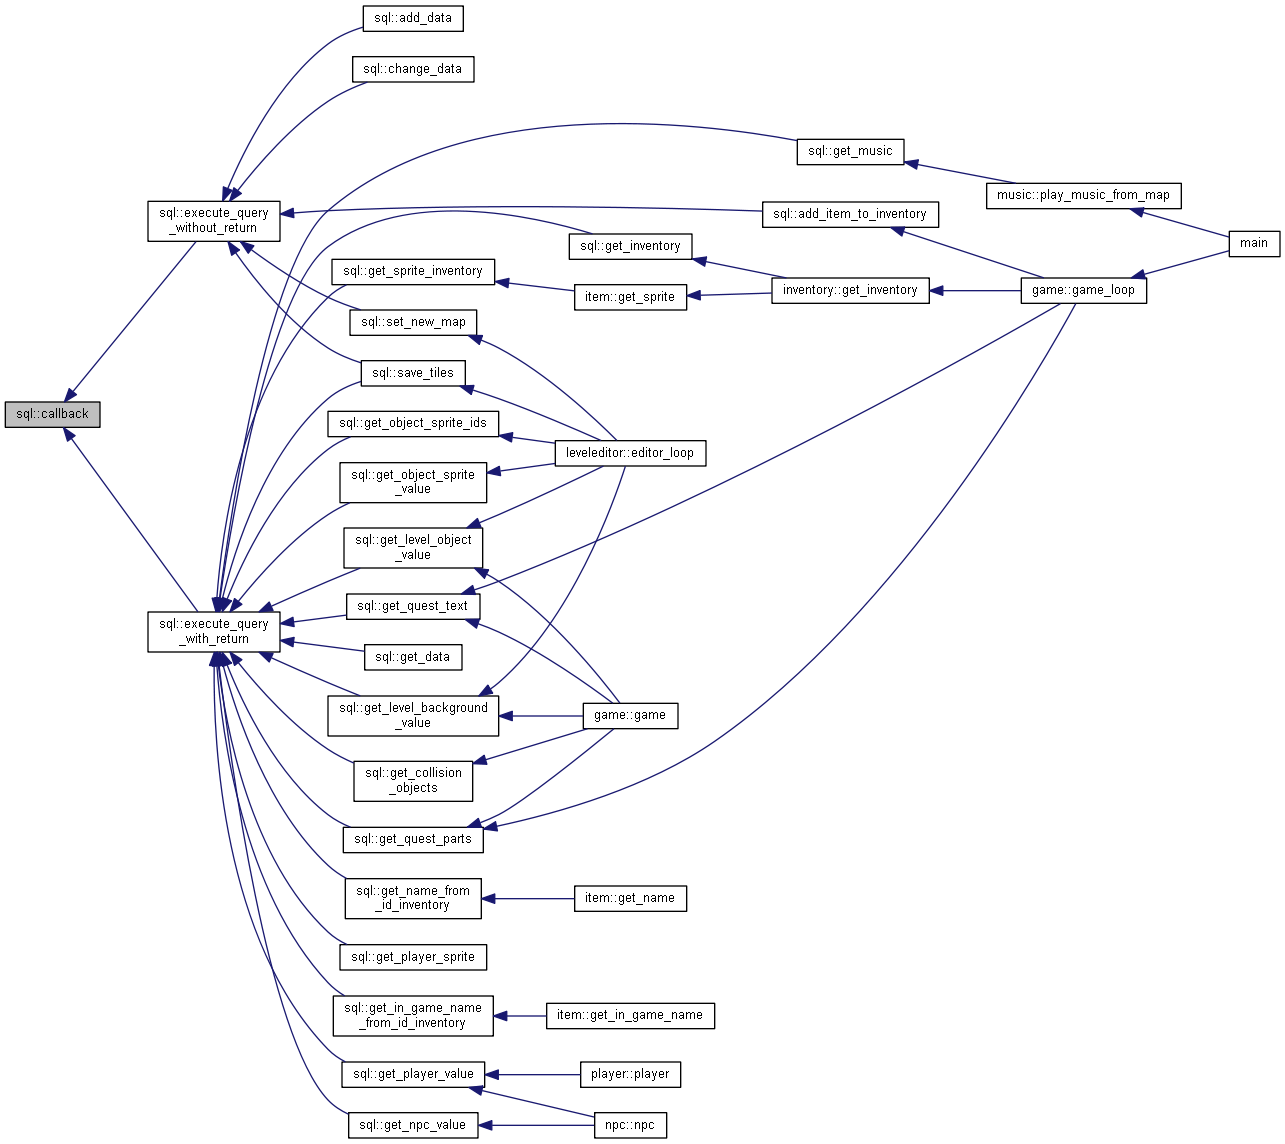 sql::add_data
sql::change_data
sql::get_music
music::play_music_from_map
sql::execute_query
_without_return
sql::add_item_to_inventory
main
sql::get_inventory
sql::get_sprite_inventory
item::get_sprite
inventory::get_inventory
game::game_loop
sql::set_new_map
sql::save_tiles
sql::callback
sql::get_object_sprite_ids
leveleditor::editor_loop
sql::get_object_sprite
_value
sql::get_level_object
_value
sql::get_quest_text
sql::execute_query
_with_return
sql::get_data
sql::get_level_background
_value
game::game
sql::get_collision
_objects
sql::get_quest_parts
sql::get_name_from
_id_inventory
item::get_name
sql::get_player_sprite
sql::get_in_game_name
_from_id_inventory
item::get_in_game_name
sql::get_player_value
player::player
sql::get_npc_value
npc::npc